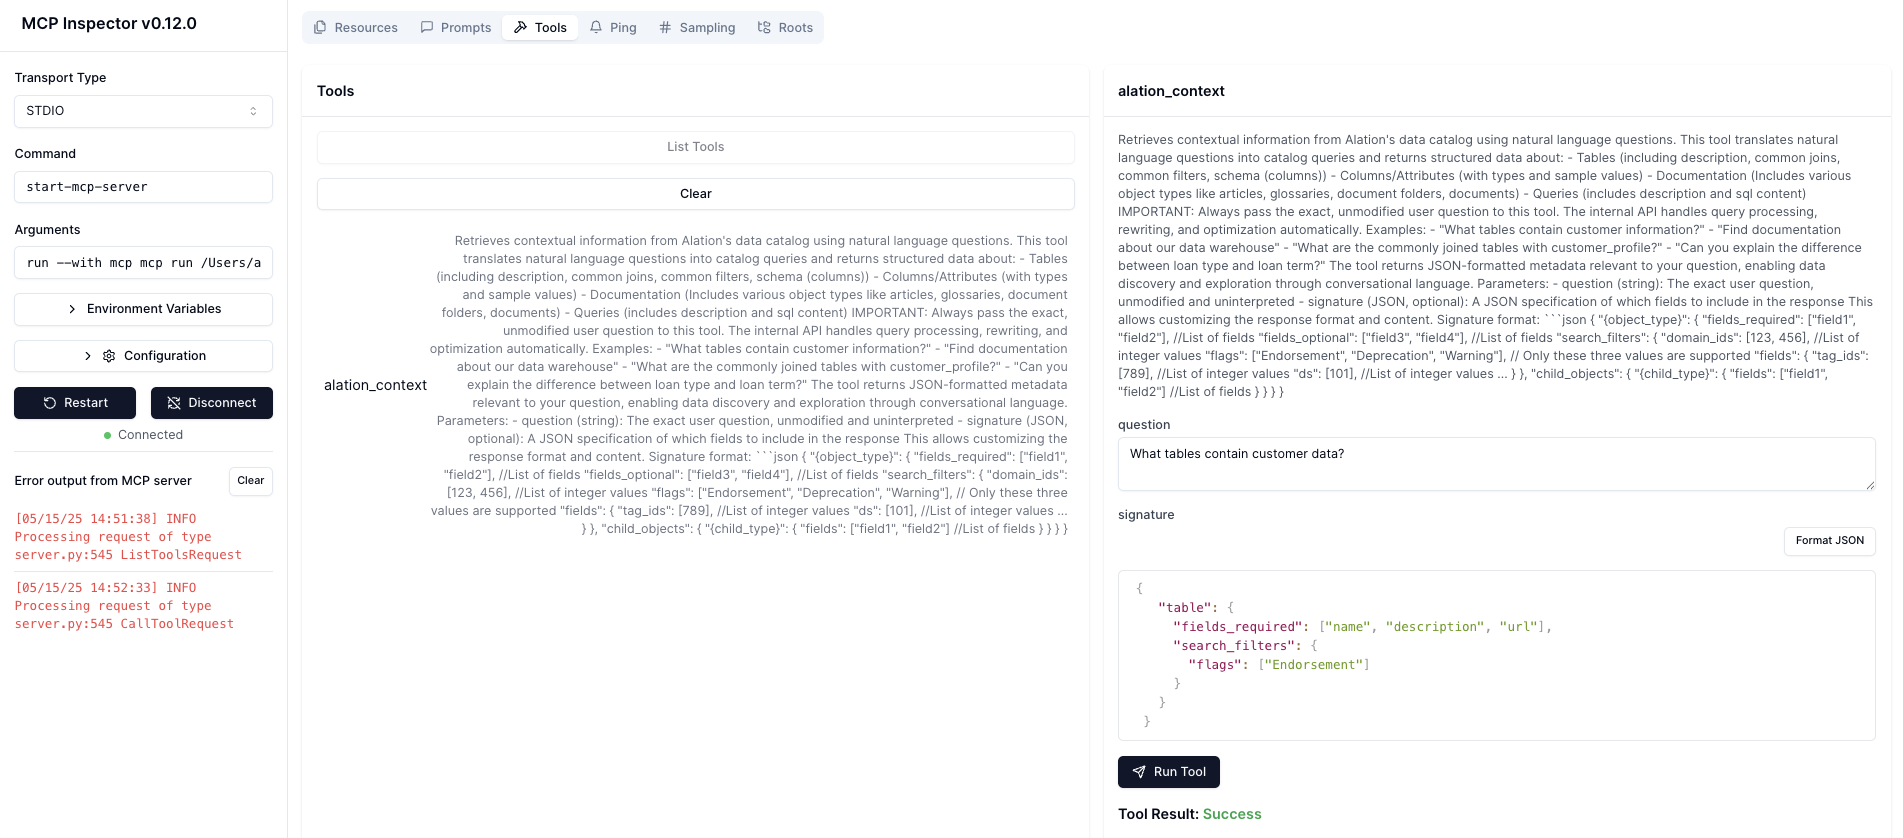 MCP Inspector v0.12.0
Transport Type
STDIO
Command
start-mcp-server
Arguments
run --with mcp mcp run /Users/a
Environment Variables
Configuration
Restart
Disconnect
Connected
Error output from MCP server
Clear
[05/15/25 14:51:38] INFO
Processing request of type
server.py:545 ListToolsRequest
[05/15/25 14:52:33] INFO
Processing request of type
server.py:545 CallToolRequest
Resources
Prompts
Tools
Ping
Sampling
Roots
Tools
List Tools
Clear
alation_context
Retrieves contextual information from Alation's data catalog using natural language questions. This tool
translates natural language questions into catalog queries and returns structured data about: - Tables
(including description, common joins, common filters, schema (columns)) - Columns/Attributes (with types
and sample values) - Documentation (Includes various object types like articles, glossaries, document
folders, documents) - Queries (includes description and sql content) IMPORTANT: Always pass the exact,
unmodified user question to this tool. The internal API handles query processing, rewriting, and
optimization automatically. Examples: - "What tables contain customer information?" - "Find documentation
about our data warehouse" - "What are the commonly joined tables with customer_profile?" - "Can you
explain the difference between loan type and loan term?" The tool returns JSON-formatted metadata
relevant to your question, enabling data discovery and exploration through conversational language.
Parameters: - question (string): The exact user question, unmodified and uninterpreted - signature (JSON,
optional): A JSON specification of which fields to include in the response This allows customizing the
response format and content. Signature format: ```json { "{object_type}": { "fields_required": ["field1",
"field2"], //List of fields "fields_optional": ["field3", "field4"], //List of fields "search_filters": { "domain_ids":
[123, 456], //List of integer values "flags": ["Endorsement", "Deprecation", "Warning"], // Only these three
values are supported "fields": { "tag_ids": [789], //List of integer values "ds": [101], //List of integer values ...
} }, "child_objects": { "{child_type}": { "fields": ["field1", "field2"] //List of fields } } } }
alation_context
Retrieves contextual information from Alation's data catalog using natural language questions. This tool translates natural
language questions into catalog queries and returns structured data about: - Tables (including description, common joins,
common filters, schema (columns)) - Columns/Attributes (with types and sample values) - Documentation (Includes various
object types like articles, glossaries, document folders, documents) - Queries (includes description and sql content)
IMPORTANT: Always pass the exact, unmodified user question to this tool. The internal API handles query processing,
rewriting, and optimization automatically. Examples: - "What tables contain customer information?" - "Find documentation
about our data warehouse" - "What are the commonly joined tables with customer_profile?" - "Can you explain the difference
between loan type and loan term?" The tool returns JSON-formatted metadata relevant to your question, enabling data
discovery and exploration through conversational language. Parameters: - question (string): The exact user question,
unmodified and uninterpreted - signature (JSON, optional): A JSON specification of which fields to include in the response This
allows customizing the response format and content. Signature format: ```json { "{object_type}": { "fields_required": ["field1",
"field2"], //List of fields "fields_optional": ["field3", "field4"], //List of fields "search_filters": { "domain_ids": [123, 456], //List of
integer values "flags": ["Endorsement", "Deprecation", "Warning"], // Only these three values are supported "fields": { "tag_ids":
[789], //List of integer values "ds": [101], //List of integer values ... } }, "child_objects": { "{child_type}": { "fields": ["field1",
"field2"] //List of fields } } } }
question
What tables contain customer data?
signature
Format JSON
{
"table": {
"fields_required": ["name", "description", "url"],
"search_filters": {
"flags": ["Endorsement"]
}
}
}
Run Tool
Tool Result: Success